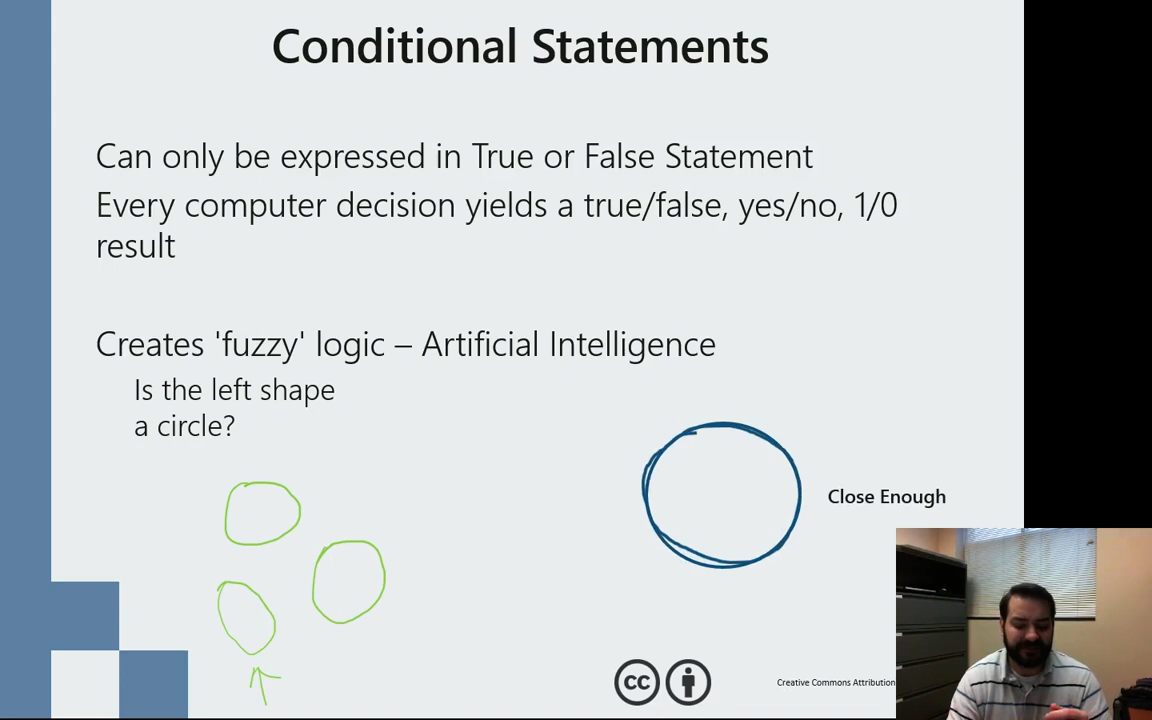 Conditional Statements
Can only be expressed in True or False Statement
Every computer decision yields a true/false, yes/no, 1/0
result
Creates 'fuzzy' logic – Artificial Intelligence
Is the left shape
a circle?
Close Enough
cc
Creative Commons Attribution